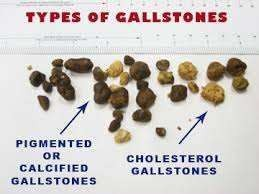 TYPES OF GALLSTONES
PIGMENTED
OR
CALCIFIED
GALLSTONES
CHOLESTEROL
GALLSTONES